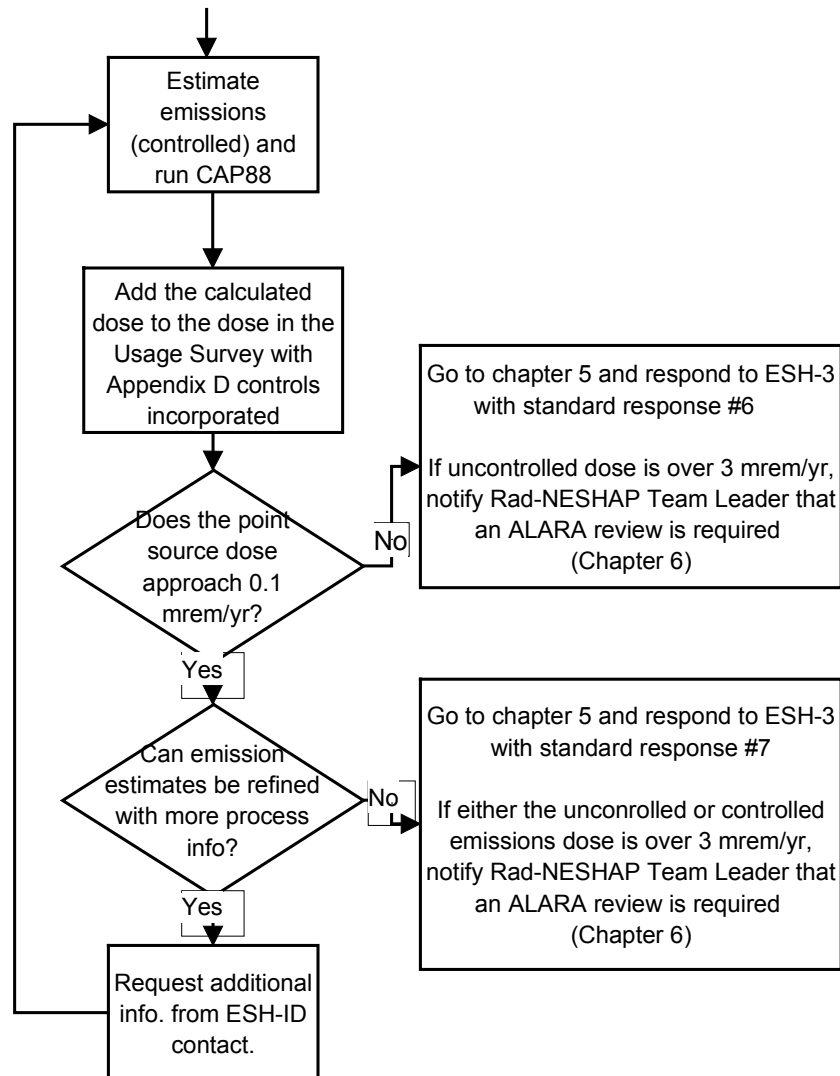 Estimate
emissions
(controlled) and
run CAP88
Add the calculated
dose to the dose in the
Usage Survey with
Appendix D controls
incorporated
Does the point
source dose
approach 0.1
mrem/yr?
No
Go to chapter 5 and respond to ESH-3
with standard response #6
If uncontrolled dose is over 3 mrem/yr,
notify Rad-NESHAP Team Leader that
an ALARA review is required
(Chapter 6)
Yes
Can emission
estimates be refined
with more process
info?
No
Go to chapter 5 and respond to ESH-3
with standard response #7
If either the unconrolled or controlled
emissions dose is over 3 mrem/yr,
notify Rad-NESHAP Team Leader that
an ALARA review is required
(Chapter 6)
Yes
Request additional
info. from ESH-ID
contact.